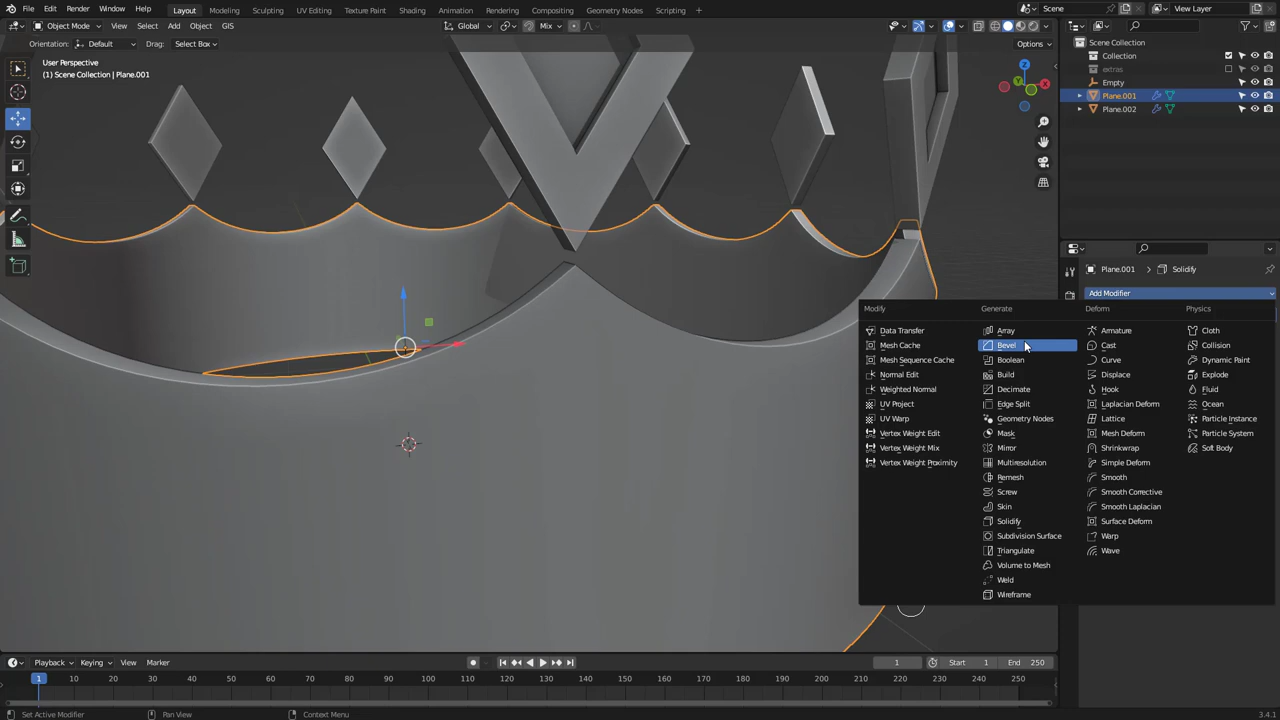 File Edit Render Window Help Layout Modeling Sculpting UV Editing Texture Paint Shading Animation Rendering Compositing Geometry Nodes Scripting Scene View Layer
Object Mode View Select Add Object GIS Global Mix
Orientation: Default Drag: Select Box Options
User Perspective
(1) Scene Collection | Plane.001
Scene Collection
Collection
extras
Empty
Plane.001
Plane.002
X
Y
Z
Plane.001 > Solidify
Add Modifier
Modify Generate Deform Physics
Data Transfer Array Armature Cloth
Mesh Cache Bevel Cast Collision
Mesh Sequence Cache Boolean Curve Dynamic Paint
Normal Edit Build Displace Explode
Weighted Normal Decimate Hook Fluid
UV Project Edge Split Laplacian Deform Ocean
UV Warp Geometry Nodes Lattice Particle Instance
Vertex Weight Edit Mask Mesh Deform Particle System
Vertex Weight Mix Mirror Shrinkwrap Soft Body
Vertex Weight Proximity Multiresolution Simple Deform
Remesh Smooth
Screw Smooth Corrective
Skin Smooth Laplacian
Solidify Surface Deform
Subdivision Surface Warp
Triangulate Wave
Volume to Mesh
Weld
Wireframe
Playback Keying View Marker 1 Start 1 End 250
1 10 20 30 40 50 60 70 80 90 100 110 120 130 140 150 160 170 180 190 200 210 220 230 240 250
Set Active Modifier Pan View Context Menu 3.4.1